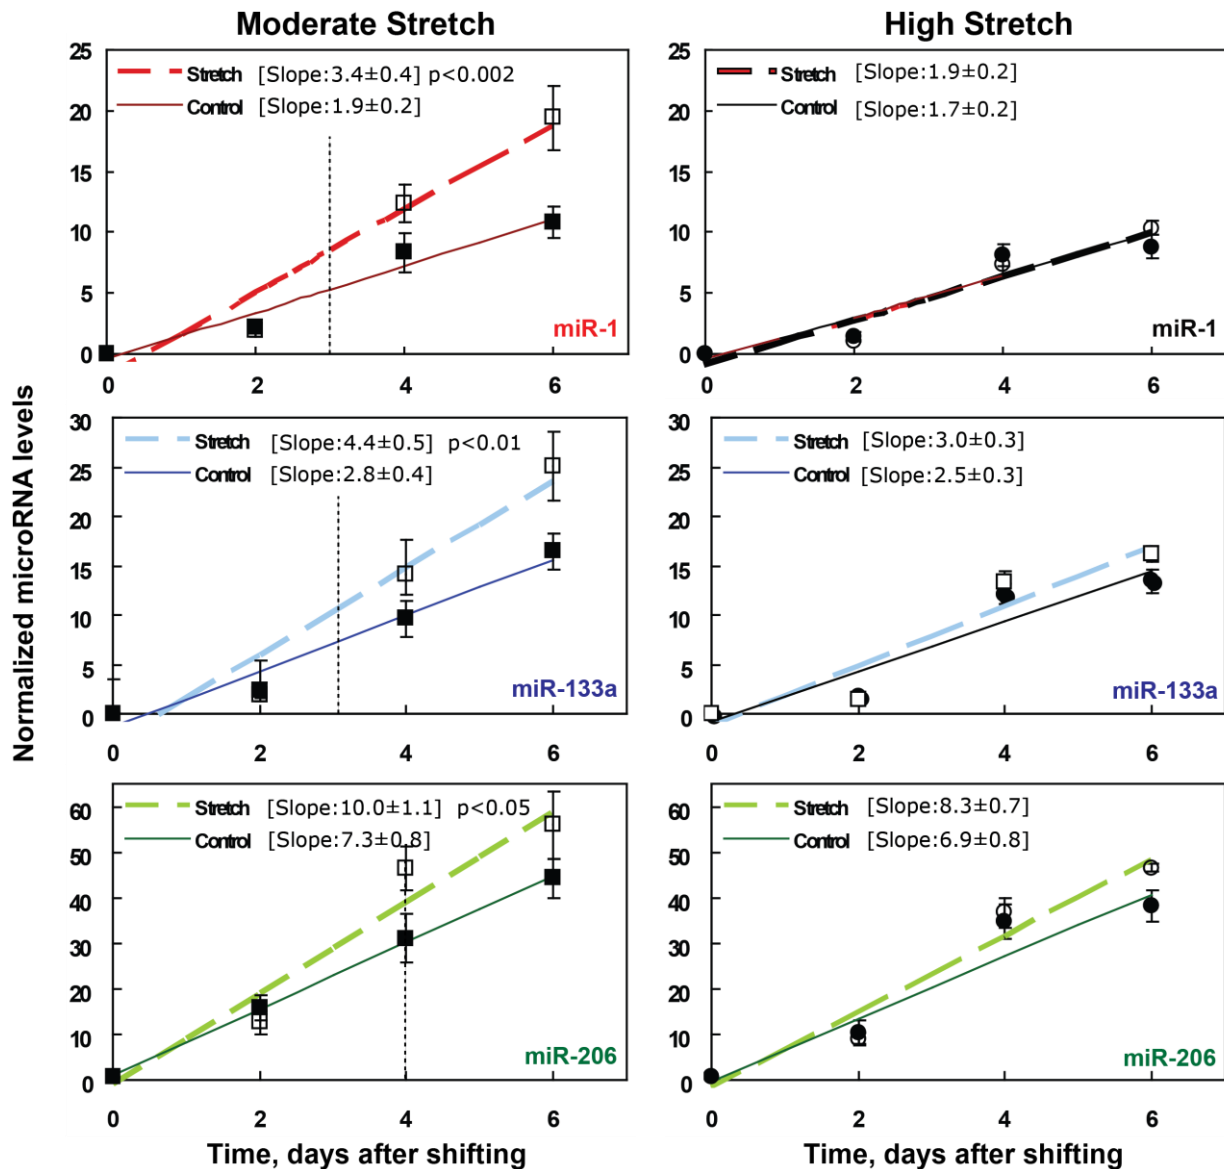 Moderate Stretch
High Stretch
Normalized microRNA levels
25
20
15
10
5
0
Stretch [Slope:3.4±0.4] p<0.002
Control [Slope:1.9±0.2]
miR-1
0 2 4 6
25
20
15
10
5
0
Stretch [Slope:1.9±0.2]
Control [Slope:1.7±0.2]
miR-1
0 2 4 6
30
25
20
15
10
5
0
Stretch [Slope:4.4±0.5] p<0.01
Control [Slope:2.8±0.4]
miR-133a
0 2 4 6
30
25
20
15
10
5
0
Stretch [Slope:3.0±0.3]
Control [Slope:2.5±0.3]
miR-133a
0 2 4 6
60
50
40
30
20
10
0
Stretch [Slope:10.0±1.1] p<0.05
Control [Slope:7.3±0.8]
miR-206
0 2 4 6
Time, days after shifting
60
50
40
30
20
10
0
Stretch [Slope:8.3±0.7]
Control [Slope:6.9±0.8]
miR-206
0 2 4 6
Time, days after shifting